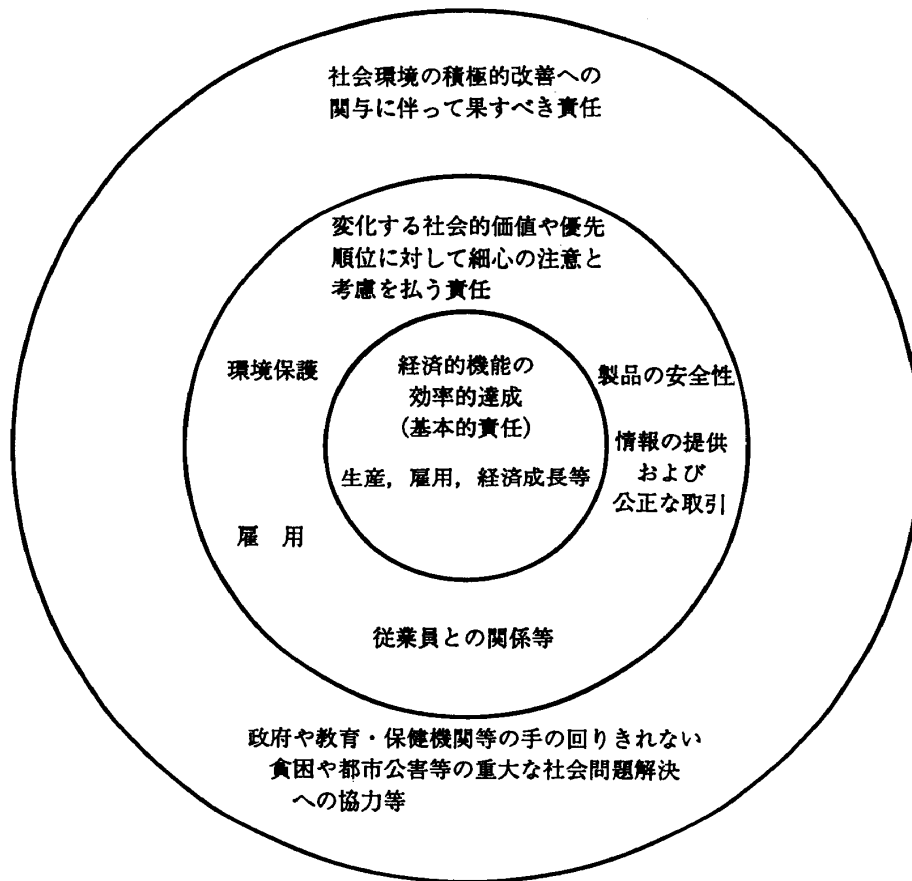 社会環境の積極的改善への
関与に伴って果すべき責任
変化する社会的価値や優先
順位に対して細心の注意と
考慮を払う責任
環境保護
経済的機能の
効率的達成
(基本的責任)
生産，雇用，経済成長等
製品の安全性
情報の提供
および
公正な取引
雇　用
従業員との関係等
政府や教育・保健機関等の手の回りきれない
貧困や都市公害等の重大な社会問題解決
への協力等